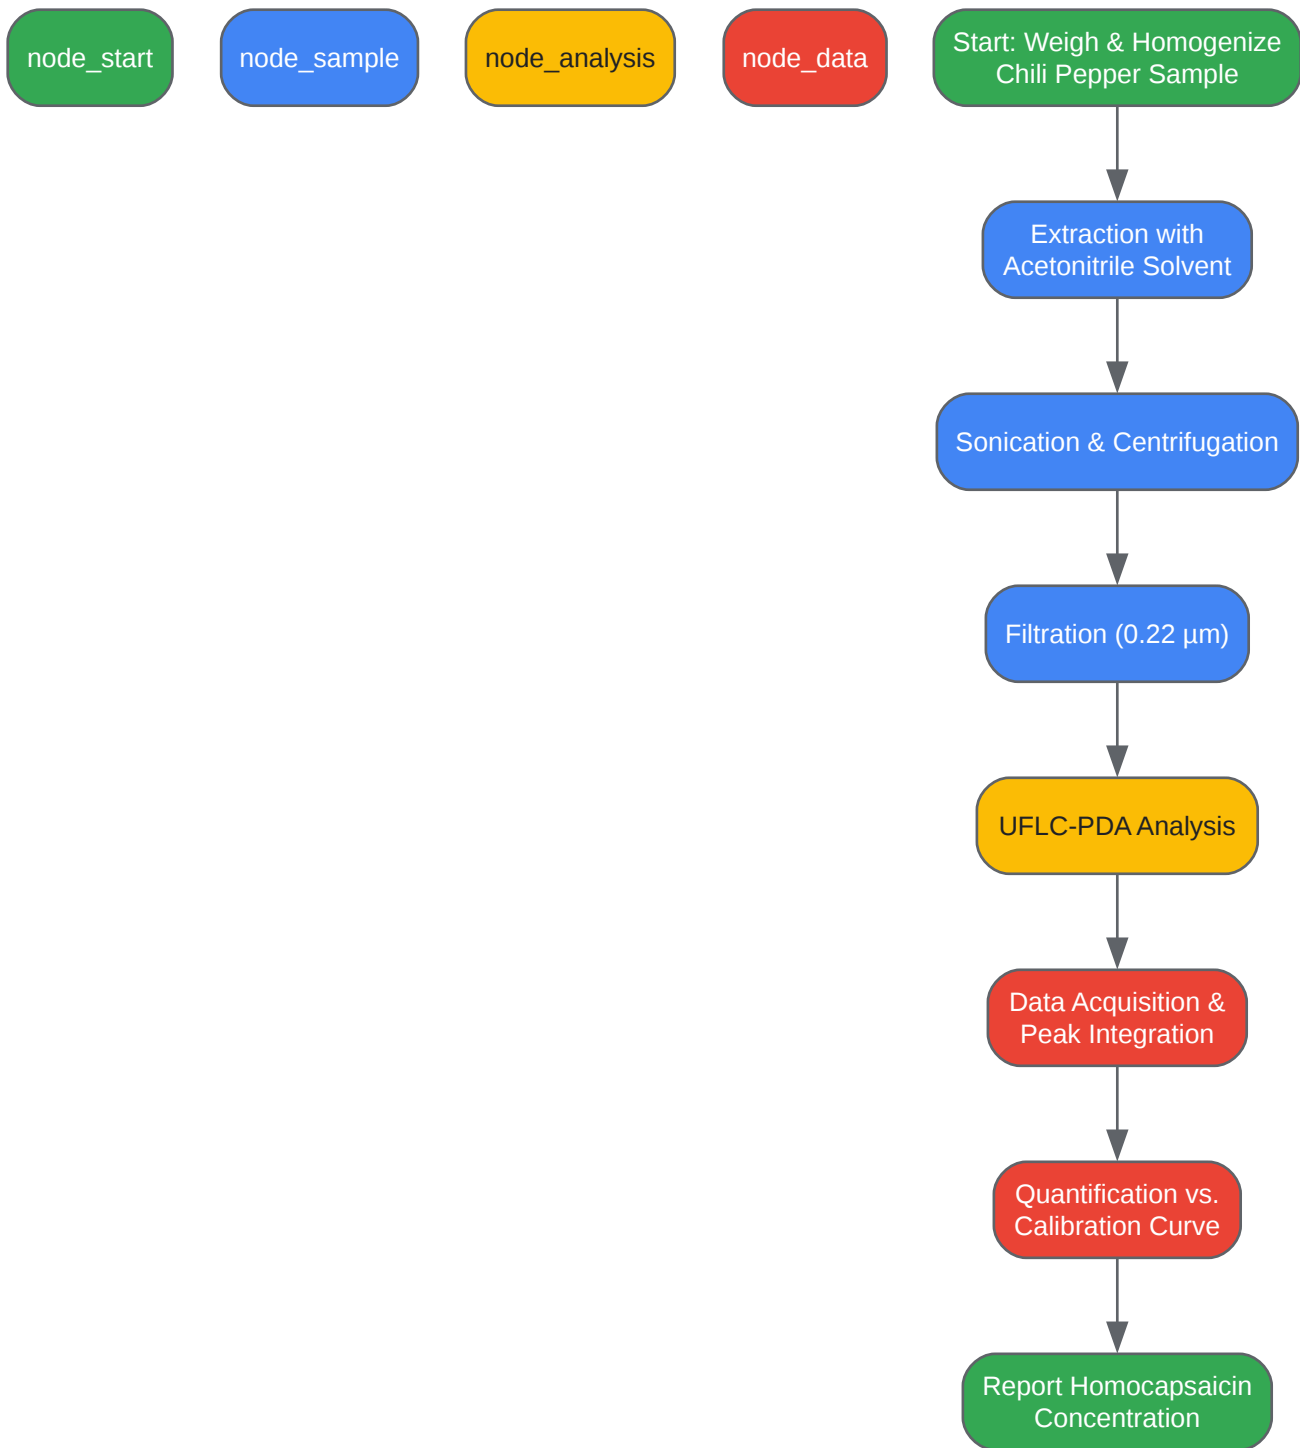 node_start
node_sample
node_analysis
node_data
Start: Weigh & Homogenize
Chili Pepper Sample
Extraction with
Acetonitrile Solvent
Sonication & Centrifugation
Filtration (0.22 µm)
UFLC-PDA Analysis
Data Acquisition &
Peak Integration
Quantification vs.
Calibration Curve
Report Homocapsaicin
Concentration